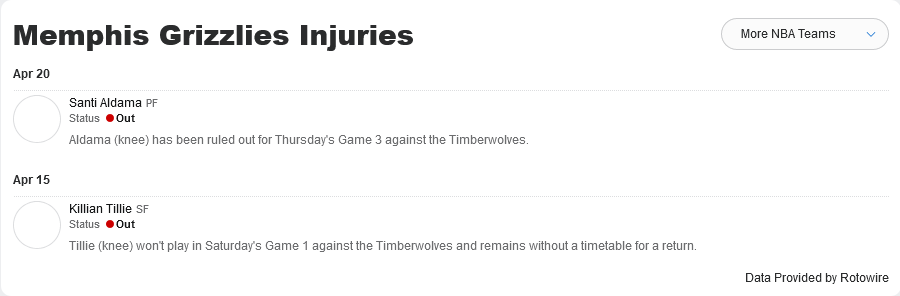 Memphis Grizzlies Injuries
More NBA Teams
Apr 20
Santi Aldama PF
Status Out
Aldama (knee) has been ruled out for Thursday's Game 3 against the Timberwolves.
Apr 15
Killian Tillie SF
Status Out
Tillie (knee) won't play in Saturday's Game 1 against the Timberwolves and remains without a timetable for a return.
Data Provided by Rotowire